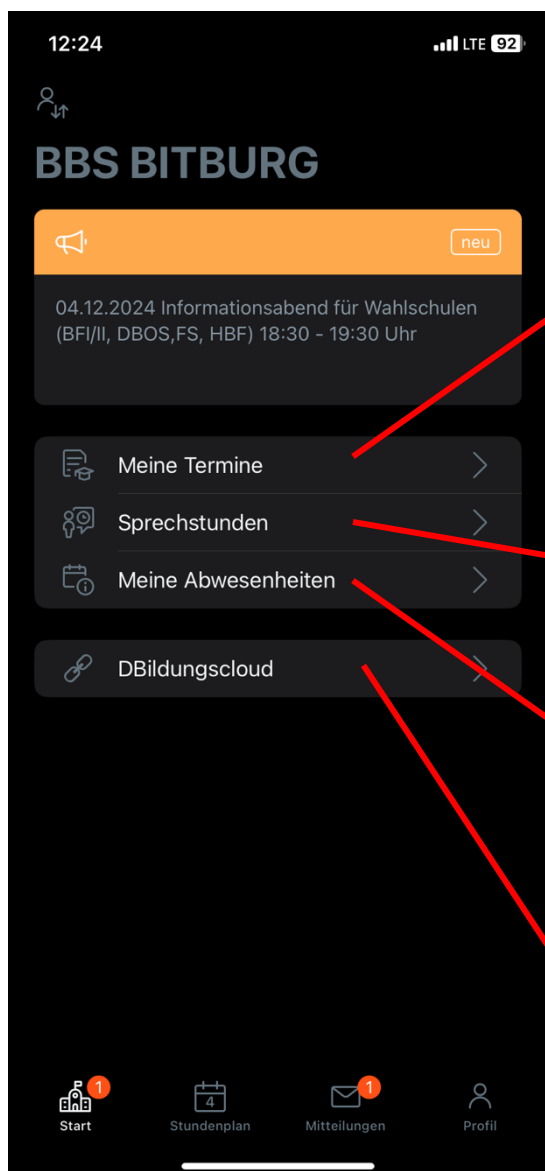 12:24
LTE 92
BBS BITBURG
neu
04.12.2024 Informationsabend für Wahlschulen
(BFI/II, DBOS,FS, HBF) 18:30 - 19:30 Uhr
Meine Termine
Sprechstunden
Meine Abwesenheiten
DBildungscloud
1
4
1
Start
Stundenplan
Mitteilungen
Profil